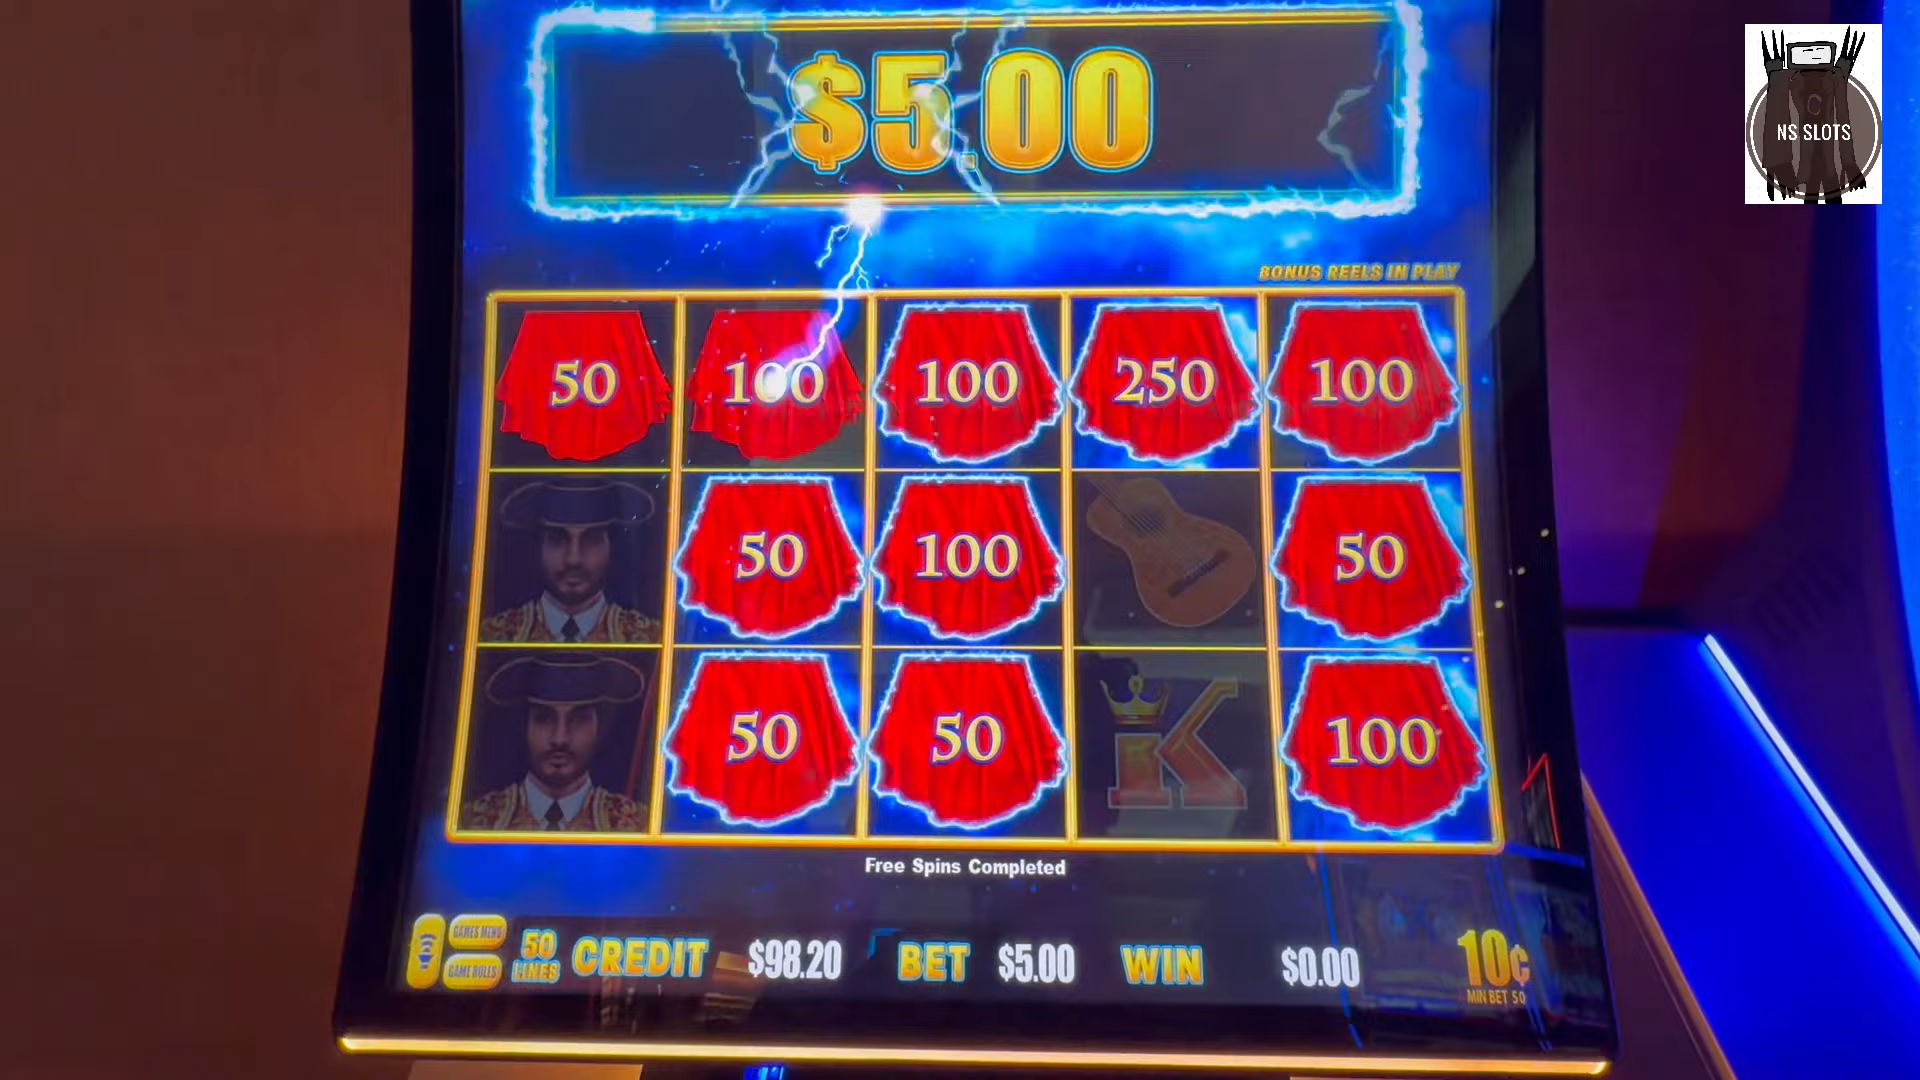 $5.00
NS SLOTS
BONUS REELS IN PLAY
50 100 100 250 100
50 100 50
50 50 K 100
Free Spins Completed
GAMES MENU
GAME RULES
50 LINES
CREDIT $98.20 BET $5.00 WIN $0.00
10¢
MIN BET 50